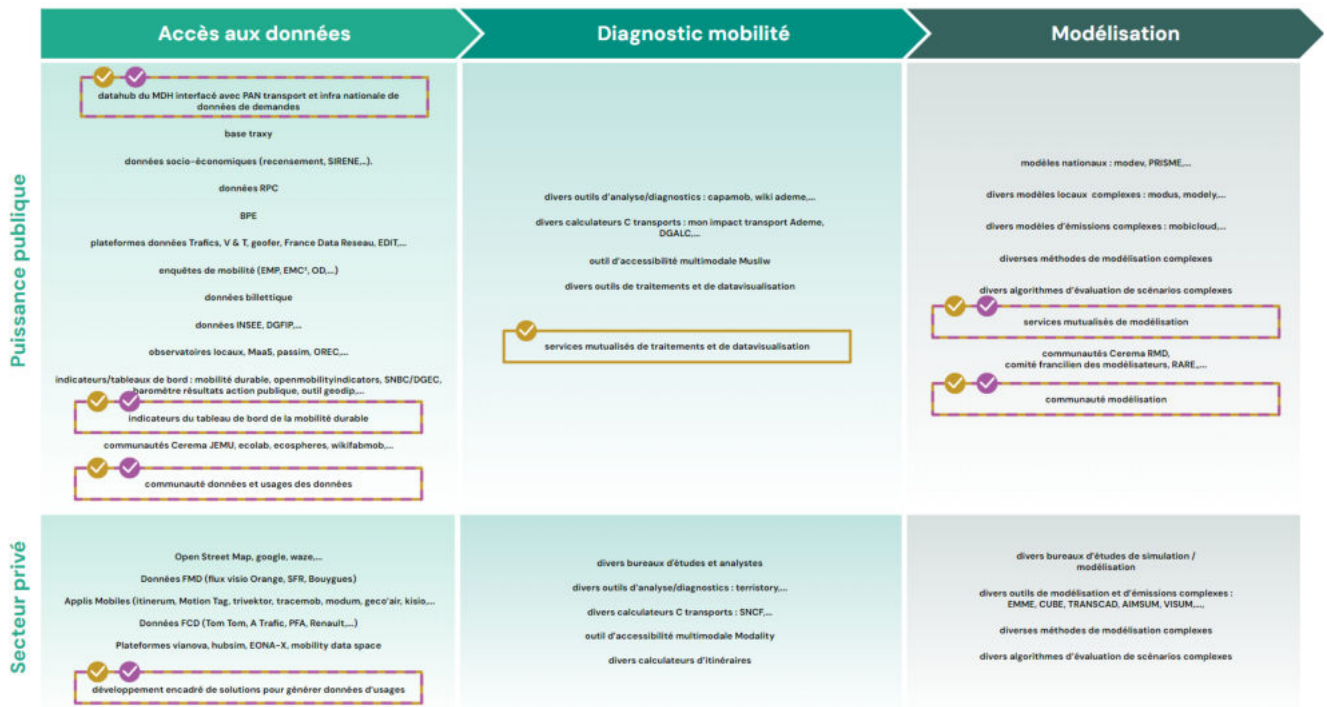 Accès aux données
Diagnostic mobilité
Modélisation
Puissance publique
datahub du MDH interfacé avec PAN transport et infra nationale de
données de demandes
base traxy
données socio-économiques (recensement, SIRENE,...).
données RPC
BPE
plateformes données Trafics, V & T, geofer, France Data Reseau, EDIT,...
enquêtes de mobilité (EMP, EMC², OD,...)
données billettique
données INSEE, DGFIP,...
observatoires locaux, MaaS, passim, OREC,...
indicateurs/tableaux de bord : mobilité durable, openmobilityindicators, SNBC/DGEC,
baromètre résultats action publique, outil geodip,...
indicateurs du tableau de bord de la mobilité durable
communautés Cerema JEMU, ecolab, ecospheres, wikifabmob,...
communauté données et usages des données
divers outils d'analyse/diagnostics : capamob, wiki ademe,...
divers calculateurs C transports : mon impact transport Ademe,
DGALC,...
outil d'accessibilité multimodale Musliw
divers outils de traitements et de datavisualisation
services mutualisés de traitements et de datavisualisation
modèles nationaux : modev, PRISME,...
divers modèles locaux complexes : modus, modely,...
divers modèles d'émissions complexes : mobicloud,...
diverses méthodes de modélisation complexes
divers algorithmes d'évaluation de scénarios complexes
services mutualisés de modélisation
communautés Cerema RMD,
comité francilien des modélisateurs, RARE,...
communauté modélisation
Secteur privé
Open Street Map, google, waze,...
Données FMD (flux visio Orange, SFR, Bouygues)
Applis Mobiles (itinerum, Motion Tag, trivektor, tracemob, modum, geco'air, kisio,...
Données FCD (Tom Tom, A Trafic, PFA, Renault,...)
Plateformes vianova, hubsim, EONA-X, mobility data space
développement encadré de solutions pour générer données d'usages
divers bureaux d'études et analystes
divers outils d'analyse/diagnostics : terristory,...
divers calculateurs C transports : SNCF,...
outil d'accessibilité multimodale Modality
divers calculateurs d'itinéraires
divers bureaux d'études de simulation /
modélisation
divers outils de modélisation et d'émissions complexes :
EMME, CUBE, TRANSCAD, AIMSUM, VISUM,...,
diverses méthodes de modélisation complexes
divers algorithmes d'évaluation de scénarios complexes